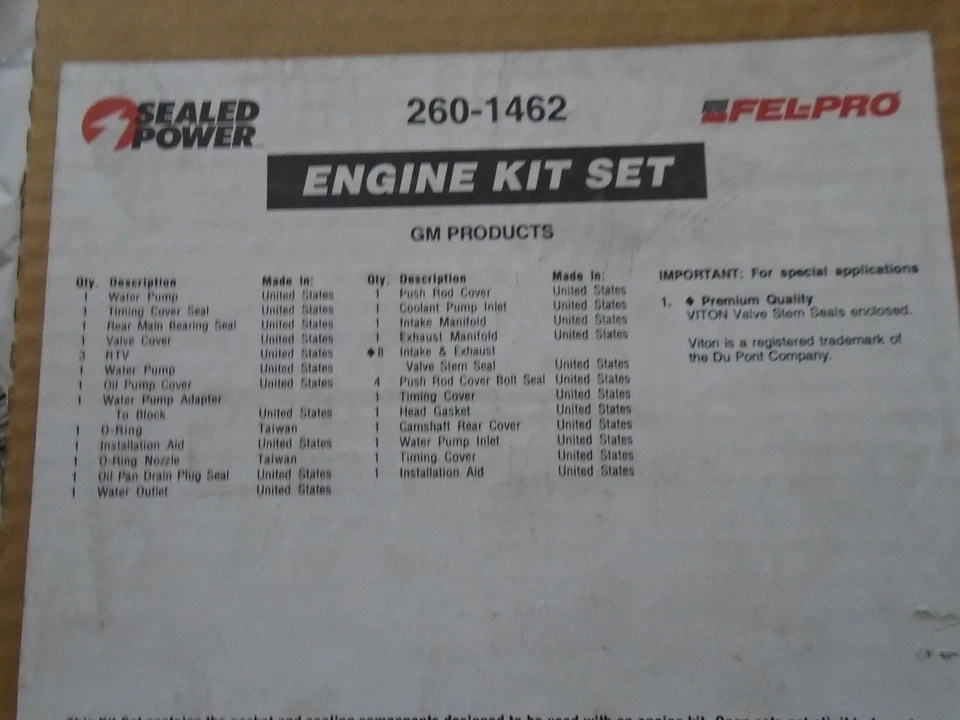 SEALED POWER
260-1462
FEL-PRO
ENGINE KIT SET
GM PRODUCTS
Qty. Description Made In:
1 Water Pump United States
1 Timing Cover Seal United States
1 Rear Main Bearing Seal United States
1 Valve Cover United States
3 RTV United States
1 Water Pump United States
1 Oil Pump Cover United States
1 Water Pump Adapter
To Block United States
1 O-Ring Taiwan
1 Installation Aid United States
1 O-Ring Nozzle Taiwan
1 Oil Pan Drain Plug Seal United States
1 Water Outlet United States
Qty. Description Made In:
1 Push Rod Cover United States
1 Coolant Pump Inlet United States
1 Intake Manifold United States
1 Exhaust Manifold United States
◆8 Intake & Exhaust
Valve Stem Seal United States
4 Push Rod Cover Bolt Seal United States
1 Timing Cover United States
1 Head Gasket United States
1 Camshaft Rear Cover United States
1 Water Pump Inlet United States
1 Timing Cover United States
1 Installation Aid United States
IMPORTANT: For special applications
1. ◆ Premium Quality
VITON Valve Stem Seals enclosed.
Viton is a registered trademark of
the Du Pont Company.